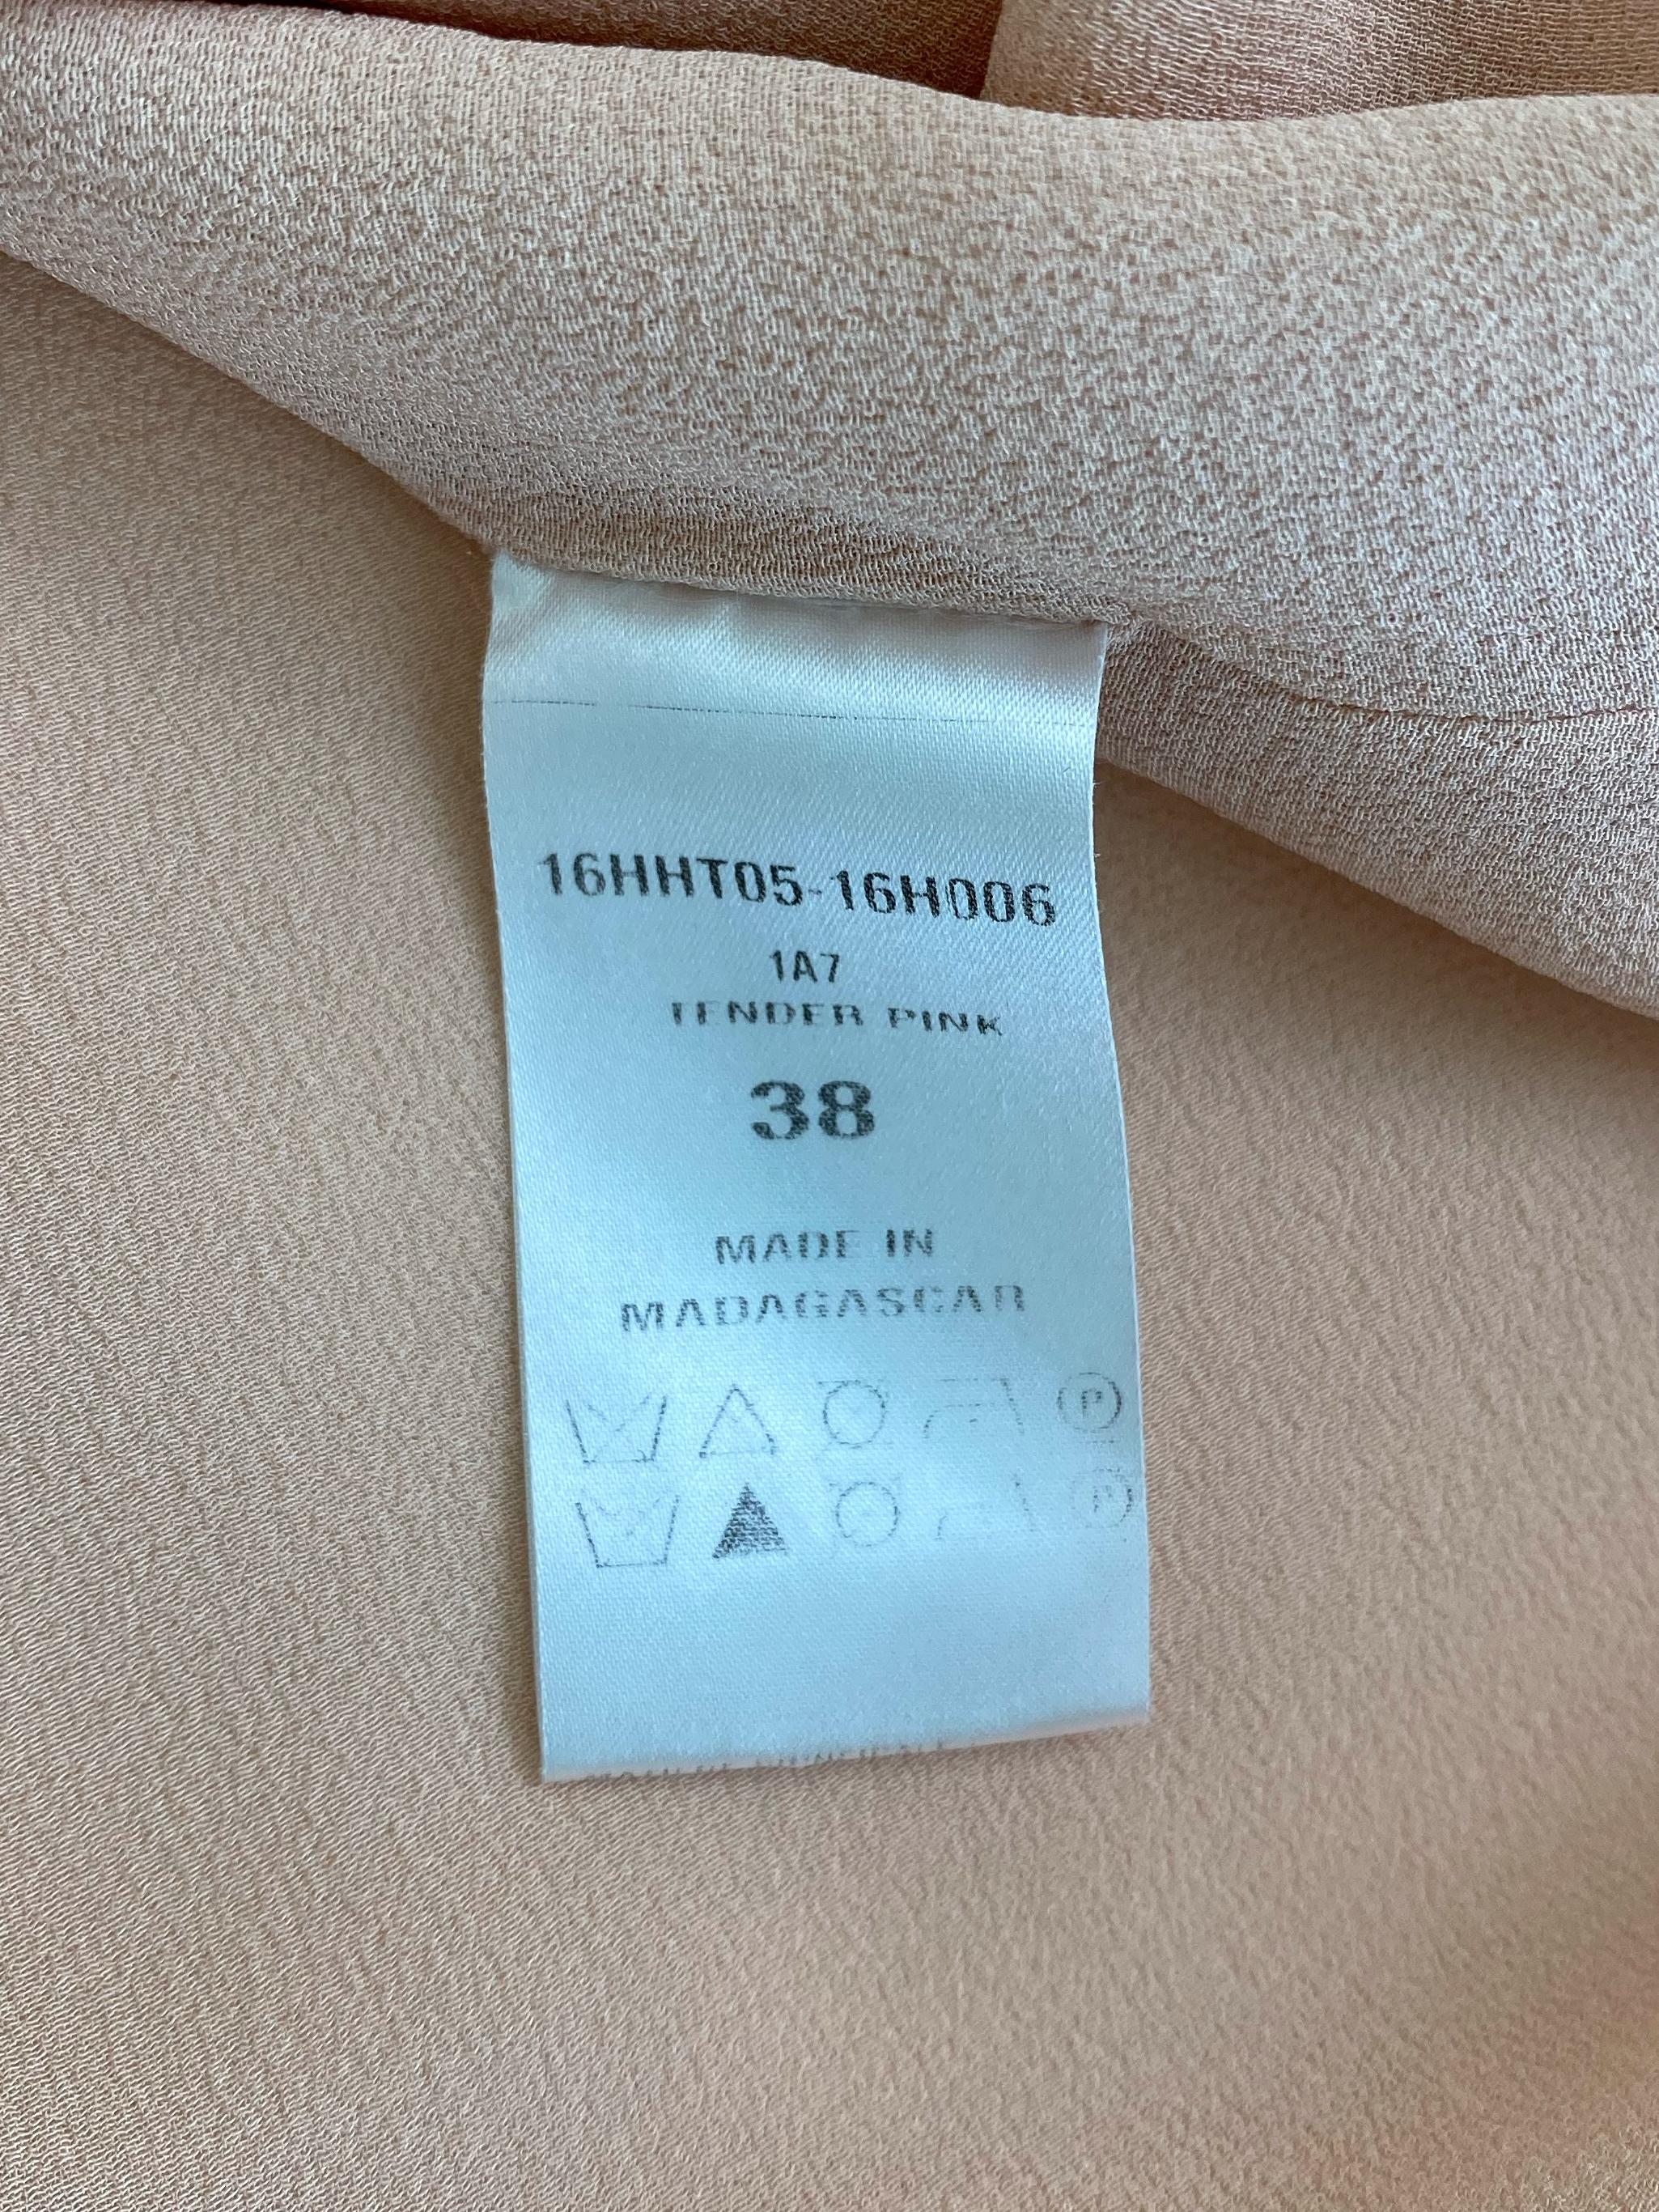 16HHT05-16H006
1A7
TENDER PINK
38
MADE IN
MADAGASCAR
P
P